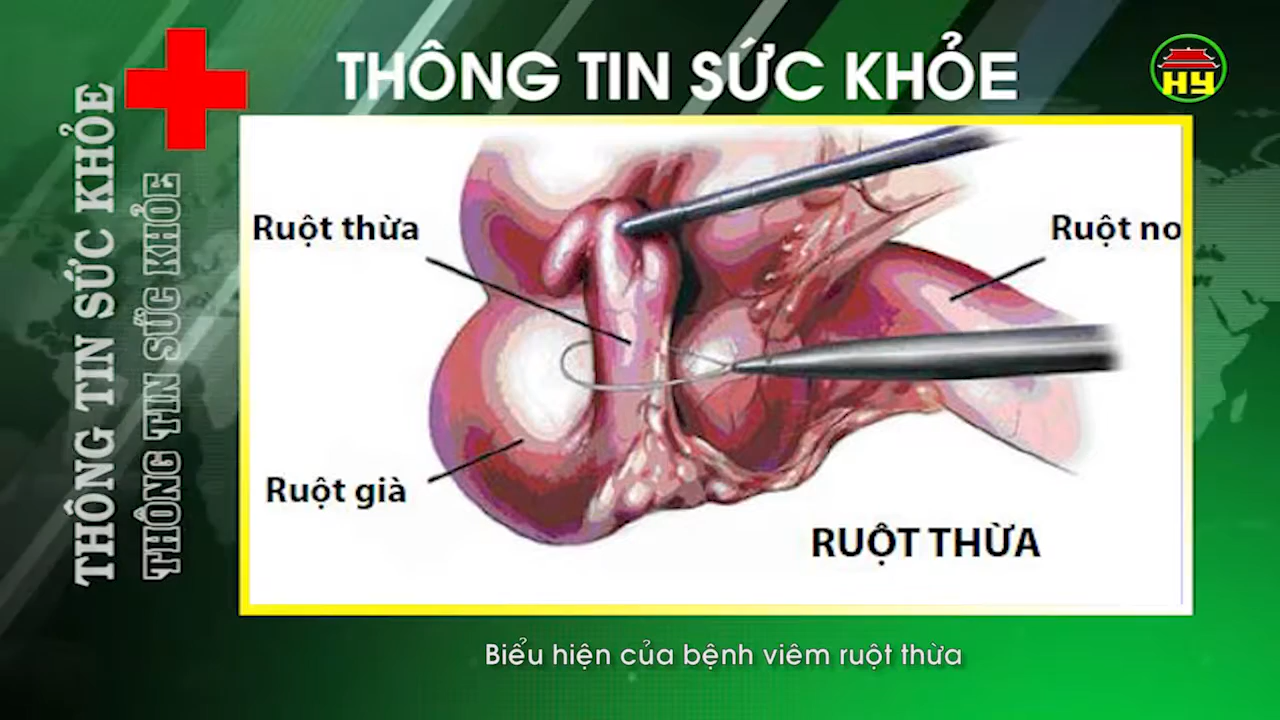 THÔNG TIN SỨC KHỎE
HY
THÔNG TIN SỨC KHỎE
THÔNG TIN SỨC KHỎE
Ruột thừa
Ruột no
Ruột già
RUỘT THỪA
Biểu hiện của bệnh viêm ruột thừa